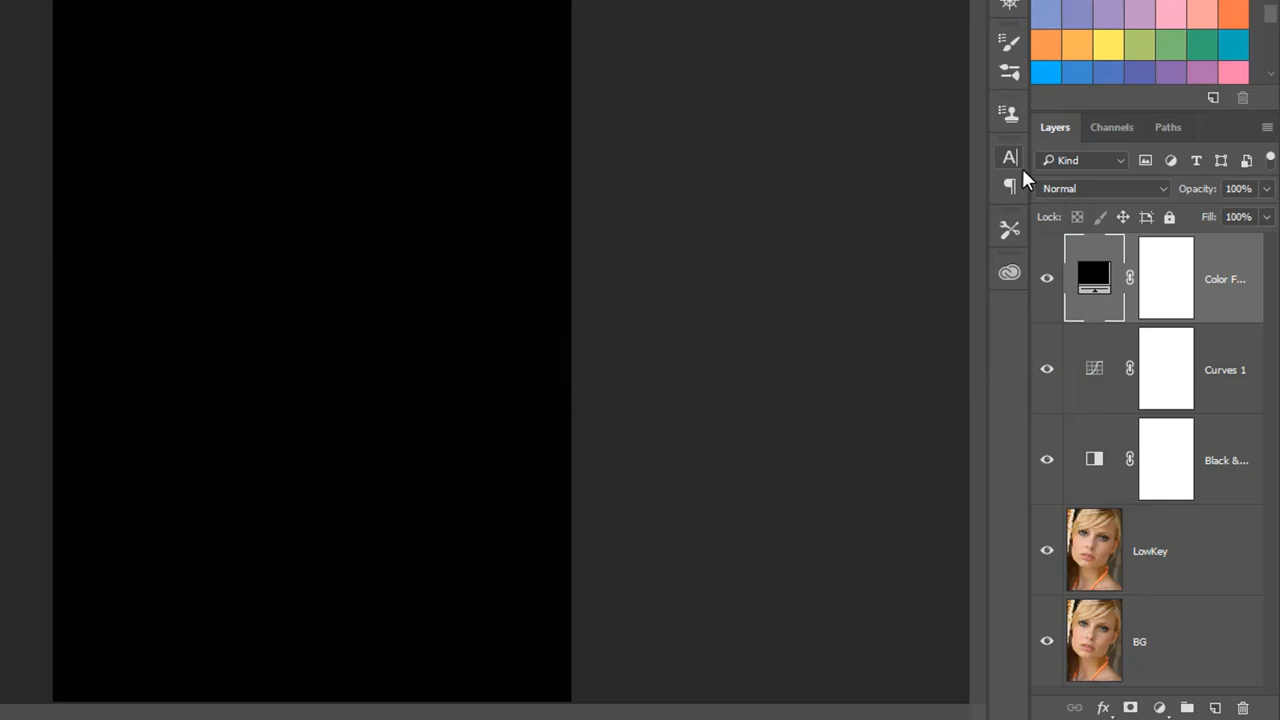 Layers Channels Paths
Kind
Normal Opacity: 100%
Lock: Fill: 100%
Color F...
Curves 1
Black &...
LowKey
BG